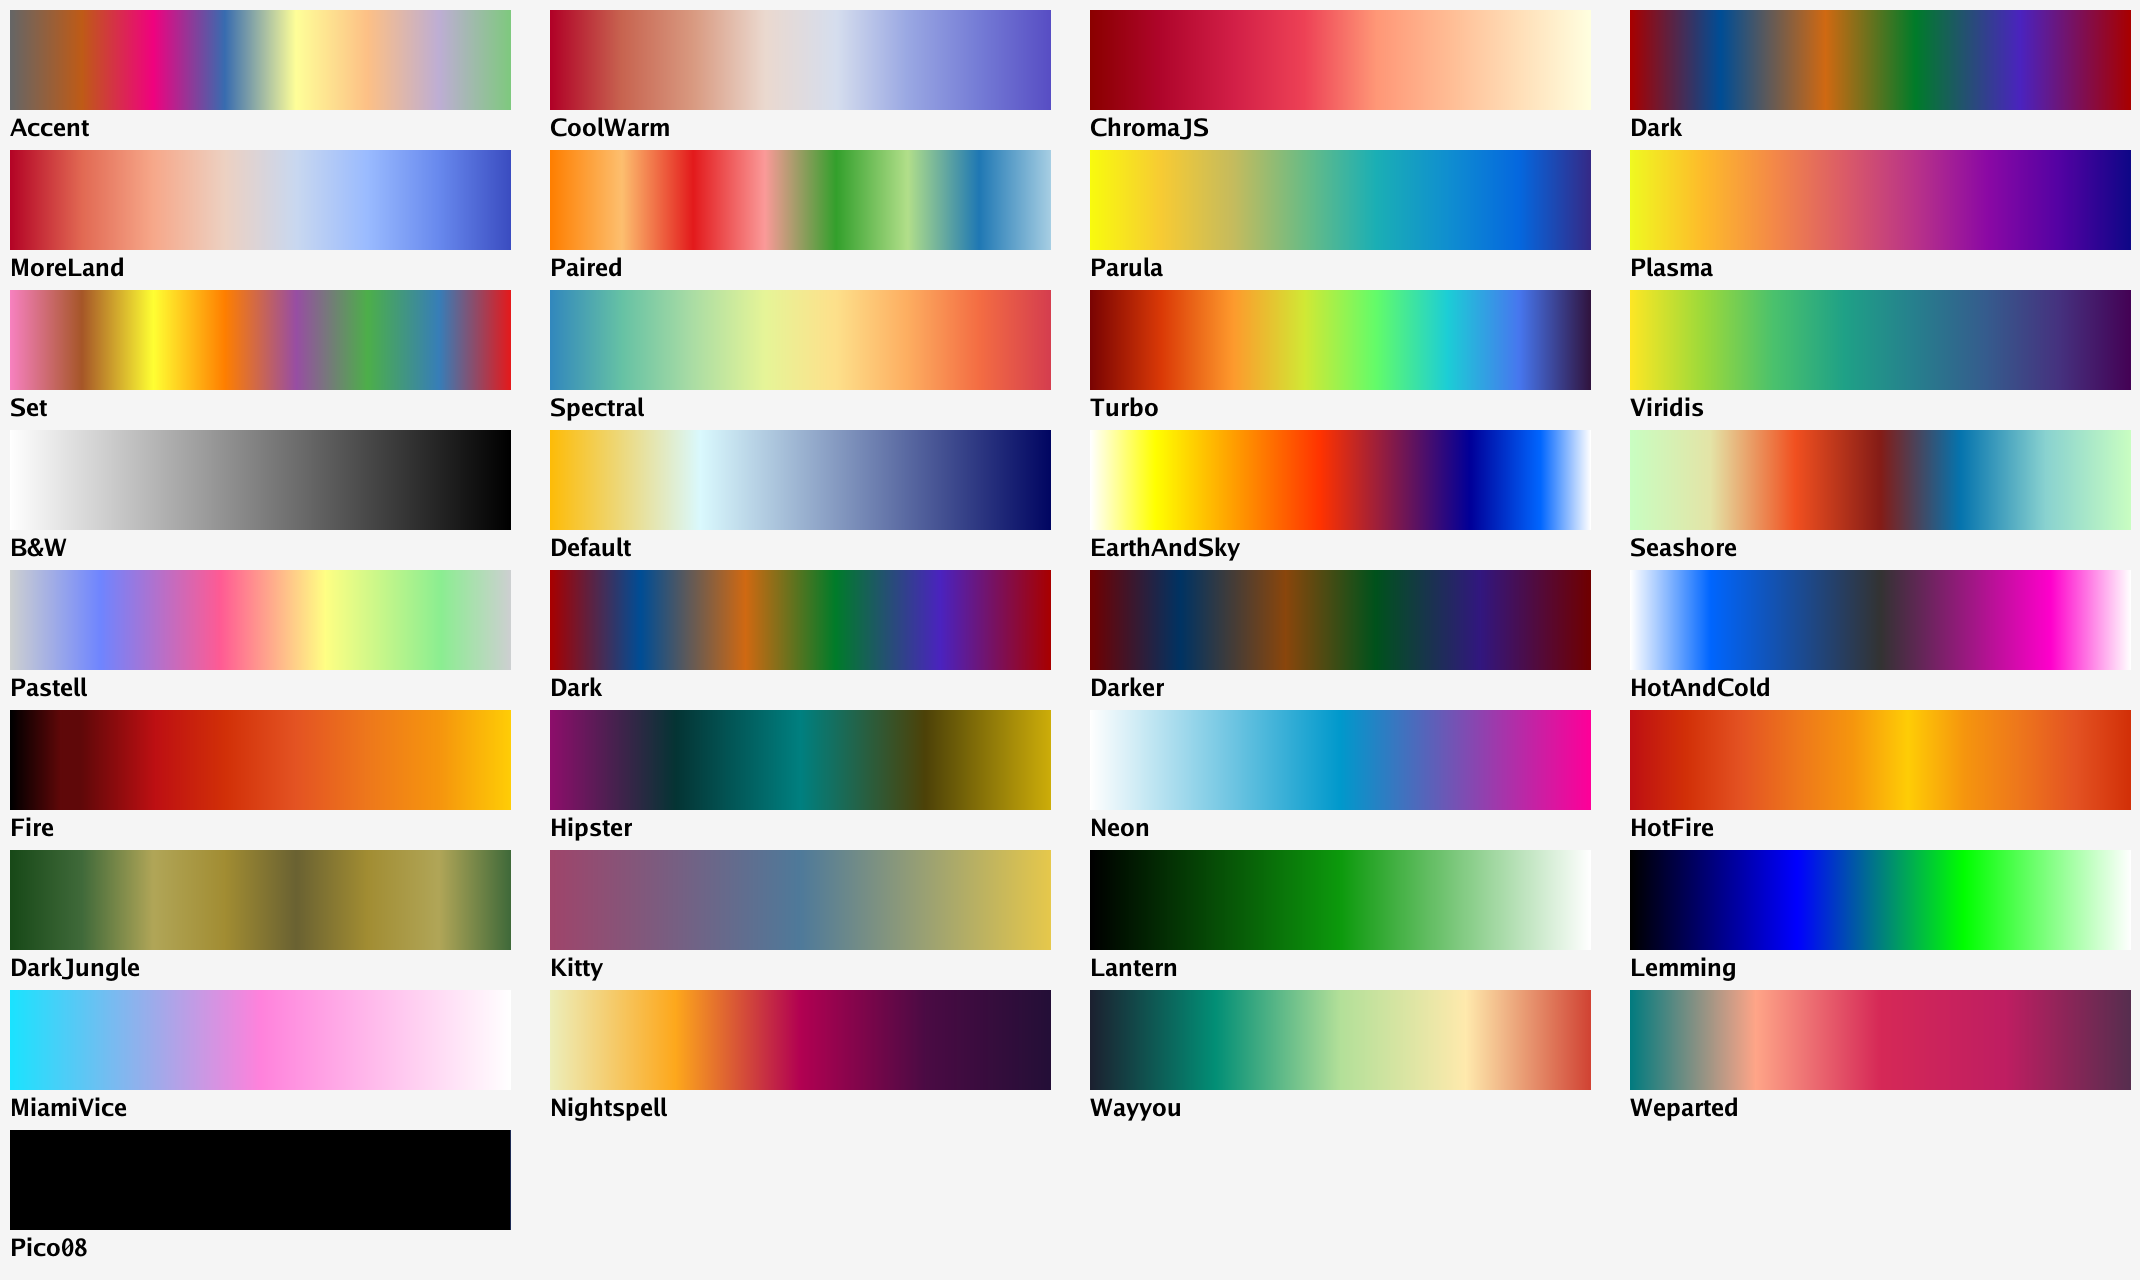 Accent
CoolWarm
ChromaJS
Dark
MoreLand
Paired
Parula
Plasma
Set
Spectral
Turbo
Viridis
B&W
Default
EarthAndSky
Seashore
Pastell
Dark
Darker
HotAndCold
Fire
Hipster
Neon
HotFire
DarkJungle
Kitty
Lantern
Lemming
MiamiVice
Nightspell
Wayyou
Weparted
Pico08